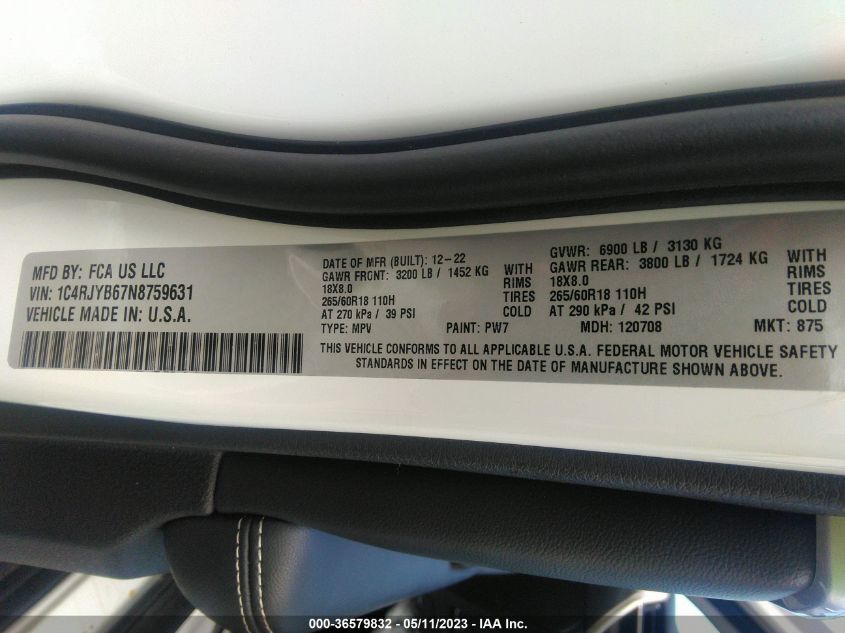 MFD BY: FCA US LLC
VIN: 1C4RJYB67N8759631
VEHICLE MADE IN: U.S.A.
DATE OF MFR (BUILT): 12-22
GAWR FRONT: 3200 LB / 1452 KG WITH
18X8.0 RIMS
265/60R18 110H TIRES
AT 270 kPa / 39 PSI COLD
TYPE: MPV PAINT: PW7
GVWR: 6900 LB / 3130 KG
GAWR REAR: 3800 LB / 1724 KG WITH
18X8.0 RIMS
265/60R18 110H TIRES
AT 290 kPa / 42 PSI COLD
MDH: 120708 MKT: 875
THIS VEHICLE CONFORMS TO ALL APPLICABLE U.S.A. FEDERAL MOTOR VEHICLE SAFETY
STANDARDS IN EFFECT ON THE DATE OF MANUFACTURE SHOWN ABOVE.
000-36579832 - 05/11/2023 - IAA Inc.